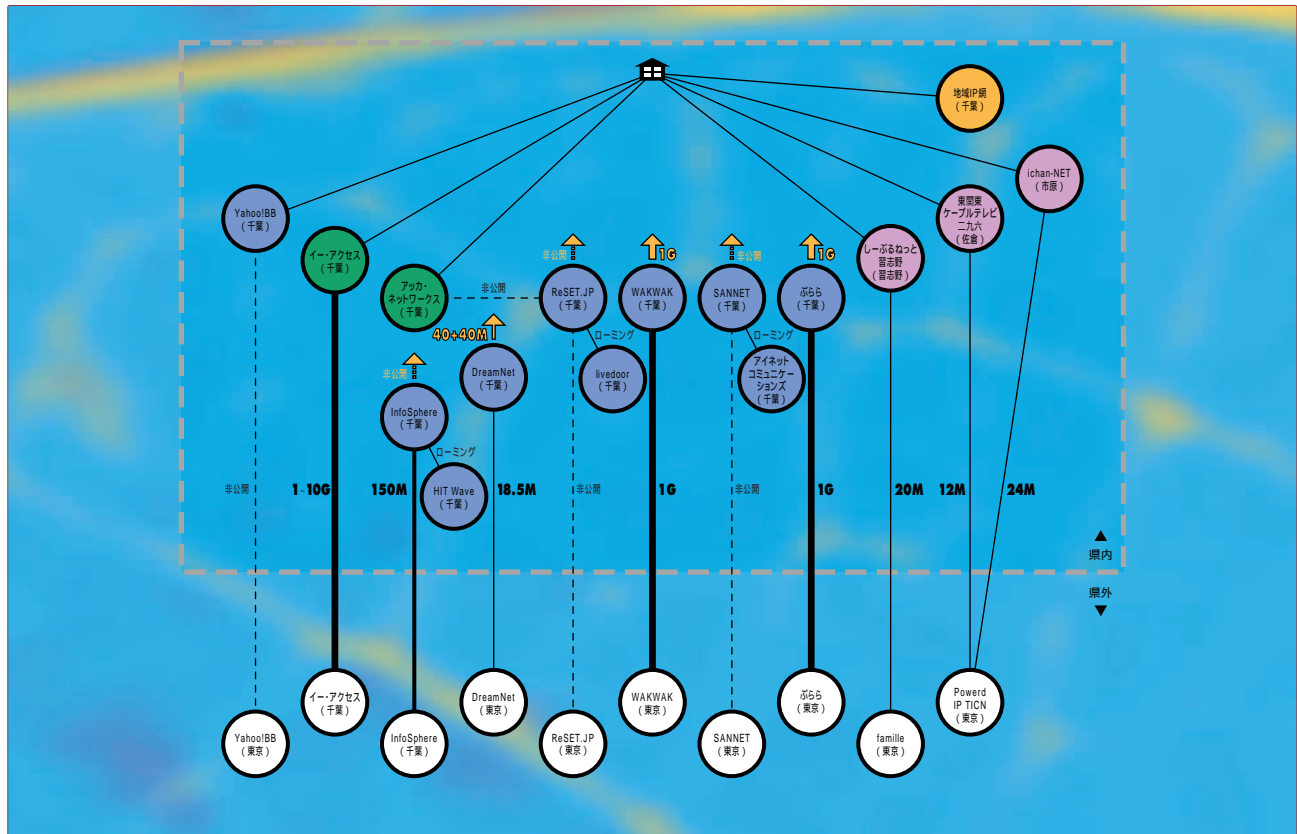 地域IP網
(千葉)
ichan-NET
(市原)
Yahoo!BB
(千葉)
東関東
ケーブルテレビ
二九六
(佐倉)
イー・アクセス
(千葉)
しーぷるねっと
習志野
(習志野)
アッカ・
ネットワークス
(千葉)
非公開
非公開
ReSET.JP
(千葉)
1G
WAKWAK
(千葉)
非公開
SANNET
(千葉)
1G
ぷらら
(千葉)
40+40M
DreamNet
(千葉)
ローミング
livedoor
(千葉)
ローミング
アイネット
コミュニケー
ションズ
(千葉)
非公開
InfoSphere
(千葉)
ローミング
HIT Wave
(千葉)
非公開
1-10G
150M
18.5M
非公開
1G
非公開
1G
20M
12M
24M
▲
県内
県外
▼
イー・アクセス
(千葉)
DreamNet
(東京)
WAKWAK
(東京)
ぷらら
(東京)
Powerd
IP TICN
(東京)
Yahoo!BB
(東京)
InfoSphere
(千葉)
ReSET.JP
(東京)
SANNET
(東京)
famille
(東京)